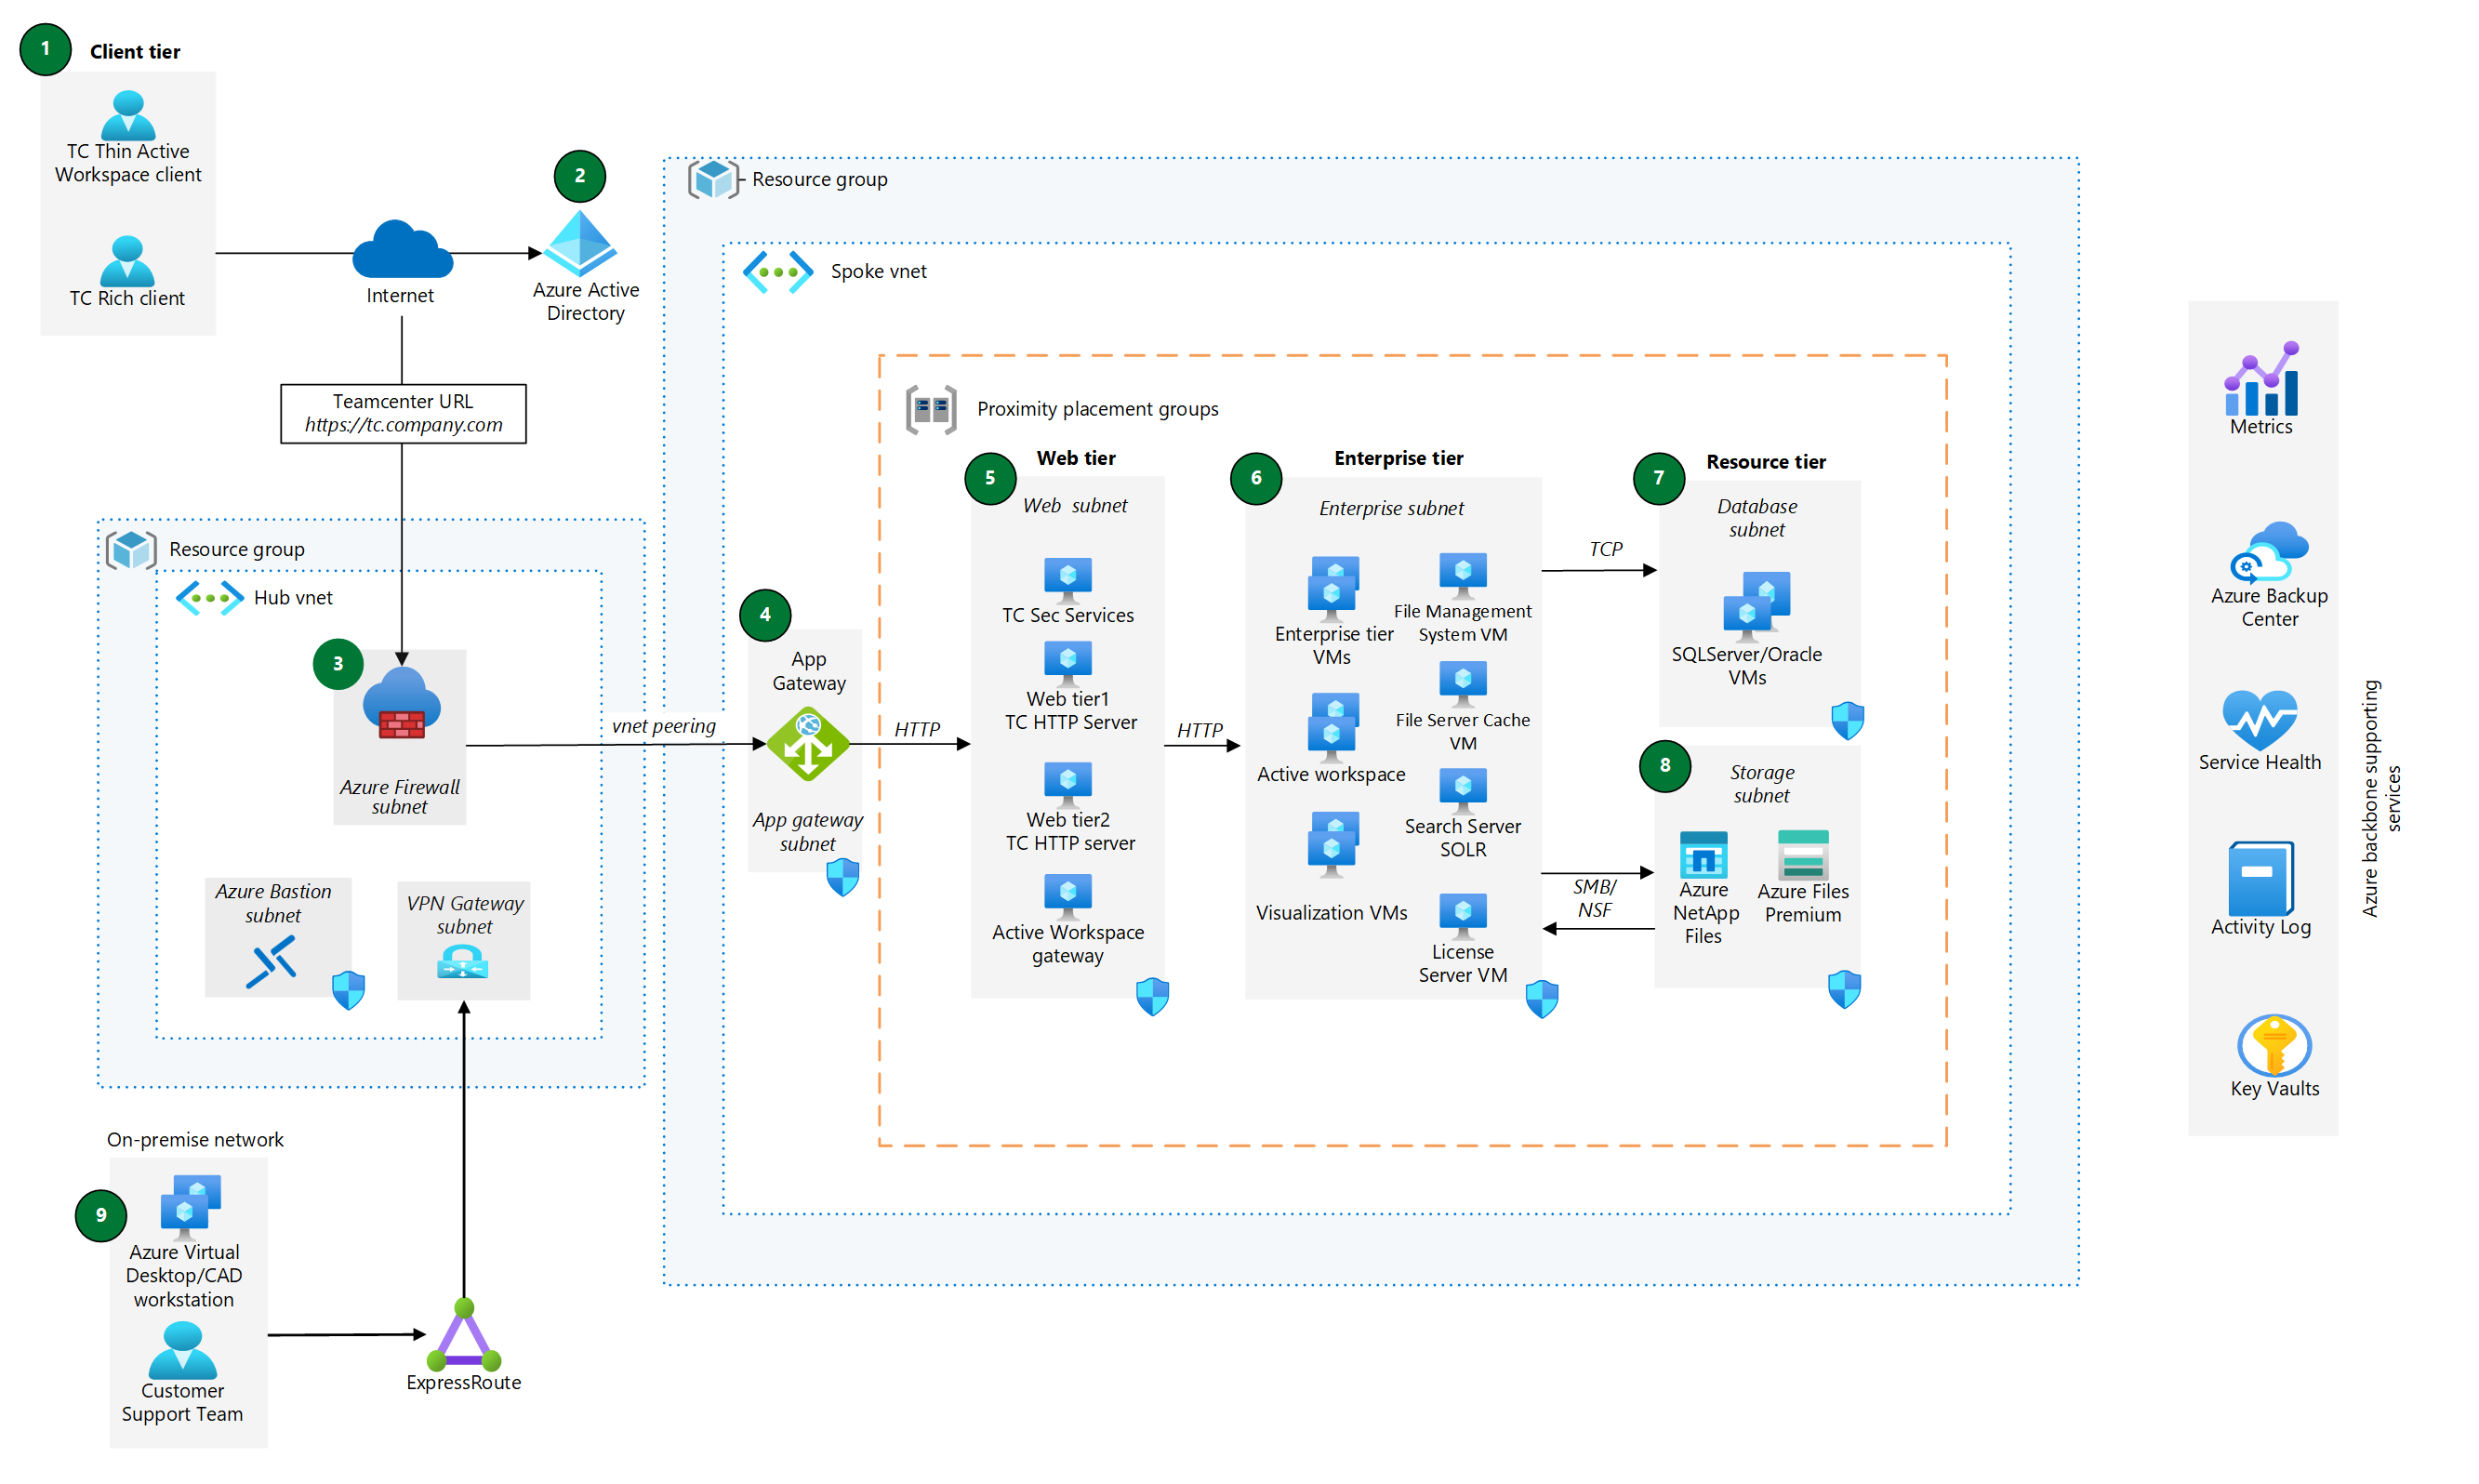 1
Client tier
TC Thin Active
Workspace client
TC Rich client
Internet
2
Azure Active
Directory
Teamcenter URL
https://tc.company.com
Resource group
Hub vnet
3
Azure Firewall
subnet
Azure Bastion
subnet
VPN Gateway
subnet
vnet peering
On-premise network
9
Azure Virtual
Desktop/CAD
workstation
Customer
Support Team
ExpressRoute
Resource group
Spoke vnet
4
App
Gateway
App gateway
subnet
HTTP
Proximity placement groups
5
Web tier
Web subnet
TC Sec Services
Web tier1
TC HTTP Server
Web tier2
TC HTTP server
Active Workspace
gateway
HTTP
6
Enterprise tier
Enterprise subnet
Enterprise tier
VMs
Active workspace
Visualization VMs
File Management
System VM
File Server Cache
VM
Search Server
SOLR
License
Server VM
TCP
SMB/
NSF
7
Resource tier
Database
subnet
SQLServer/Oracle
VMs
8
Storage
subnet
Azure
NetApp
Files
Azure Files
Premium
Metrics
Azure Backup
Center
Service Health
Activity Log
Key Vaults
Azure backbone supporting
services